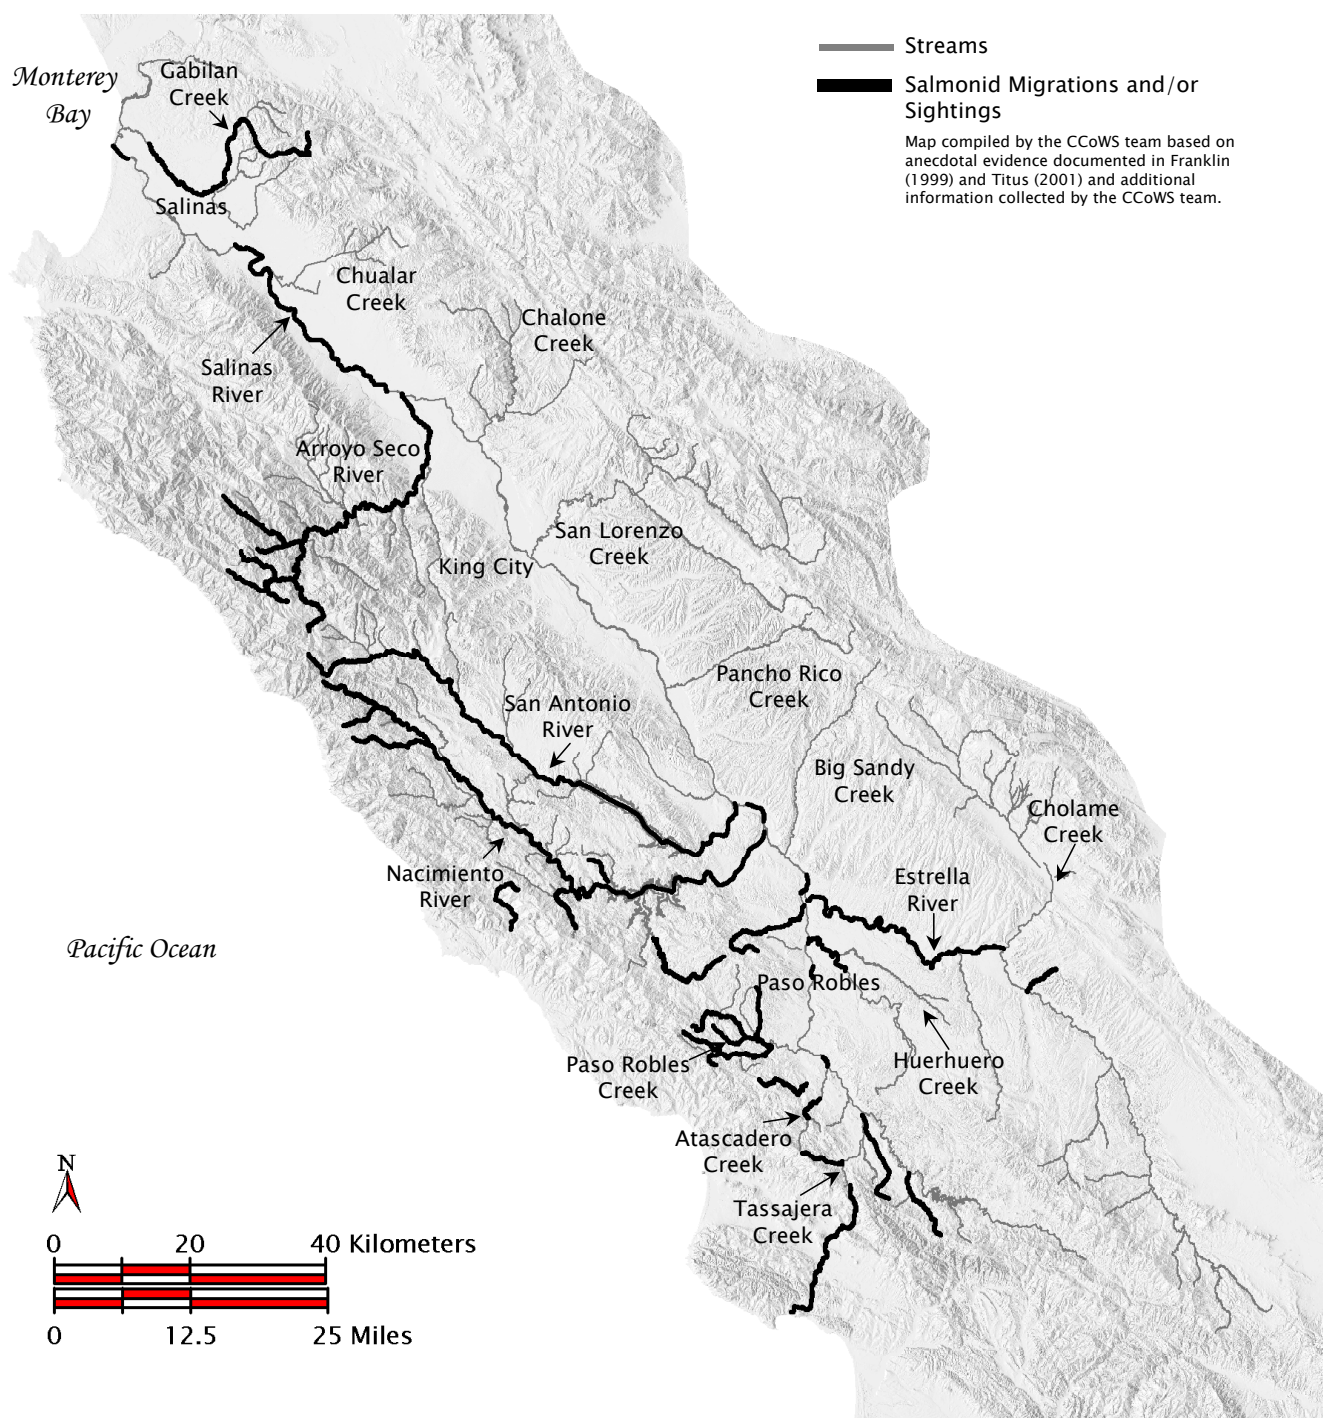 Streams
Salmonid Migrations and/or
Sightings
Map compiled by the CCoWS team based on
anecdotal evidence documented in Franklin
(1999) and Titus (2001) and additional
information collected by the CCoWS team.
Monterey
Bay
Gabilan
Creek
Salinas
Chualar
Creek
Chalone
Creek
Salinas
River
Arroyo Seco
River
San Lorenzo
Creek
King City
Pancho Rico
Creek
San Antonio
River
Big Sandy
Creek
Cholame
Creek
Nacimiento
River
Estrella
River
Pacific Ocean
Paso Robles
Paso Robles
Creek
Huerhuero
Creek
Atascadero
Creek
Tassajera
Creek
N
0 20 40 Kilometers
0 12.5 25 Miles